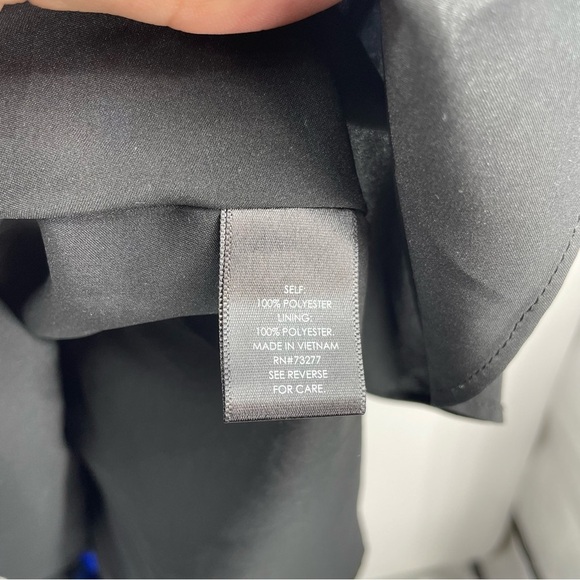 SELF:
100% POLYESTER
LINING:
100% POLYESTER.
MADE IN VIETNAM
RN#73277
SEE REVERSE
FOR CARE.